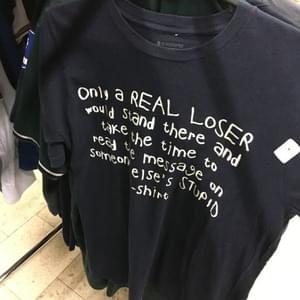 Only a REAL LOSER
would stand there and
take the time to
read the message on
someone else's STUPID
-shirt